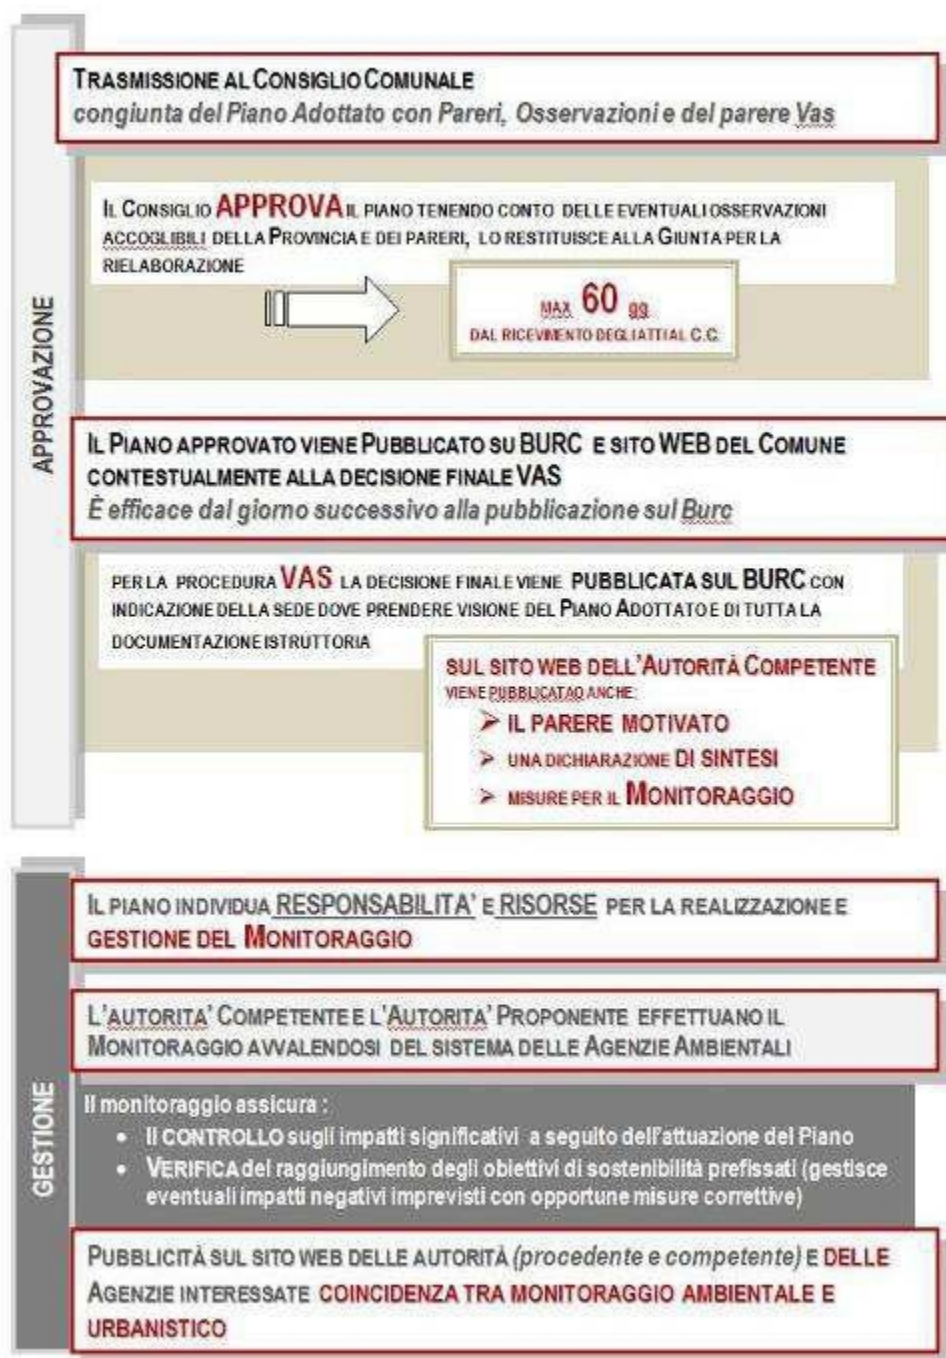 APPROVAZIONE
TRASMISSIONE AL CONSIGLIO COMUNALE
congiunta del Piano Adottato con Pareri, Osservazioni e del parere Vas
IL CONSIGLIO APPROVA IL PIANO TENENDO CONTO DELLE EVENTUALI OSSERVAZIONI
ACCOGLIBILI DELLA PROVINCIA E DEI PARERI, LO RESTITUISCE ALLA GIUNTA PER LA
RIELABORAZIONE
MAX 60 gg
DAL RICEVIMENTO DEGLI ATTI AL C.C.
IL PIANO APPROVATO VIENE PUBBLICATO SU BURC E SITO WEB DEL COMUNE
CONTESTUALMENTE ALLA DECISIONE FINALE VAS
È efficace dal giorno successivo alla pubblicazione sul Burc
PER LA PROCEDURA VAS LA DECISIONE FINALE VIENE PUBBLICATA SUL BURC CON
INDICAZIONE DELLA SEDE DOVE PRENDERE VISIONE DEL PIANO ADOTTATO E DI TUTTA LA
DOCUMENTAZIONE ISTRUTTORIA
SUL SITO WEB DELL'AUTORITÀ COMPETENTE
VIENE PUBBLICATAO ANCHE:
➢ IL PARERE MOTIVATO
➢ UNA DICHIARAZIONE DI SINTESI
➢ MISURE PER IL MONITORAGGIO
GESTIONE
IL PIANO INDIVIDUA RESPONSABILITA' E RISORSE PER LA REALIZZAZIONE E
GESTIONE DEL MONITORAGGIO
L'AUTORITA' COMPETENTE E L'AUTORITA' PROPONENTE EFFETTUANO IL
MONITORAGGIO AVVALENDOSI DEL SISTEMA DELLE AGENZIE AMBIENTALI
Il monitoraggio assicura :
• Il CONTROLLO sugli impatti significativi a seguito dell'attuazione del Piano
• VERIFICA del raggiungimento degli obiettivi di sostenibilità prefissati (gestisce
eventuali impatti negativi imprevisti con opportune misure correttive)
PUBBLICITÀ SUL SITO WEB DELLE AUTORITÀ (procedente e competente) E DELLE
AGENZIE INTERESSATE COINCIDENZA TRA MONITORAGGIO AMBIENTALE E
URBANISTICO